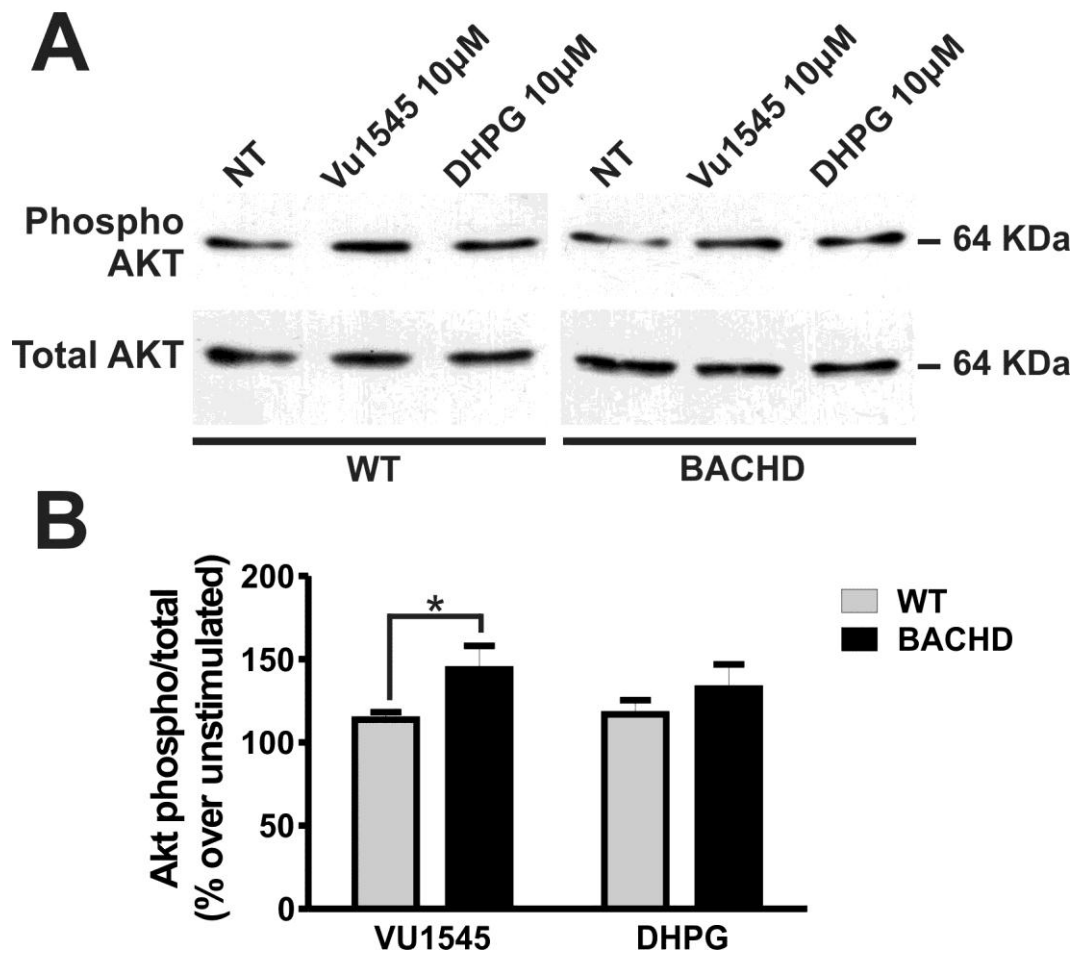 A
NT Vu1545 10µM DHPG 10µM NT Vu1545 10µM DHPG 10µM
Phospho
AKT
64 KDa
Total AKT
64 KDa
WT BACHD
B
Akt phospho/total
(% over unstimulated)
200
150
100
50
0
*
WT
BACHD
VU1545 DHPG